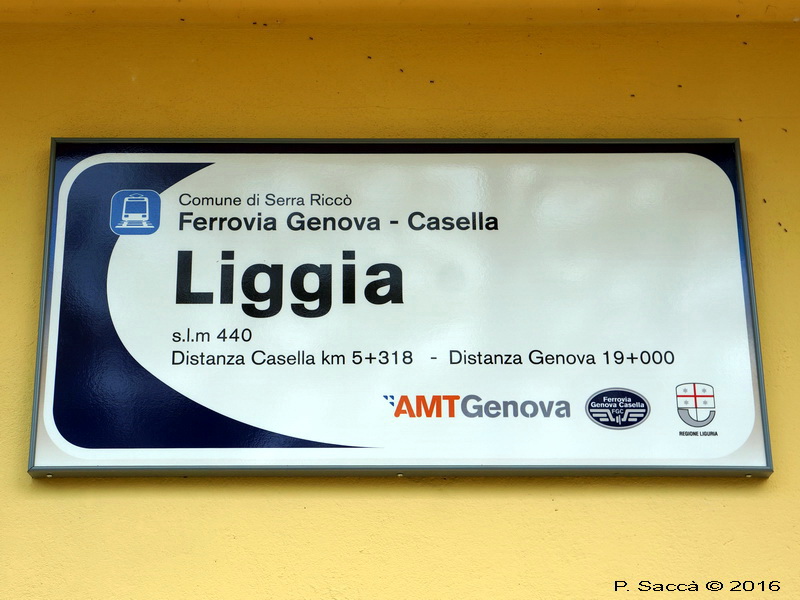 Comune di Serra Riccò
Ferrovia Genova - Casella
Liggia
s.l.m 440
Distanza Casella km 5+318 - Distanza Genova 19+000
AMTGenova
Ferrovia
Genova Casella
FGC
REGIONE LIGURIA
P. Saccà © 2016